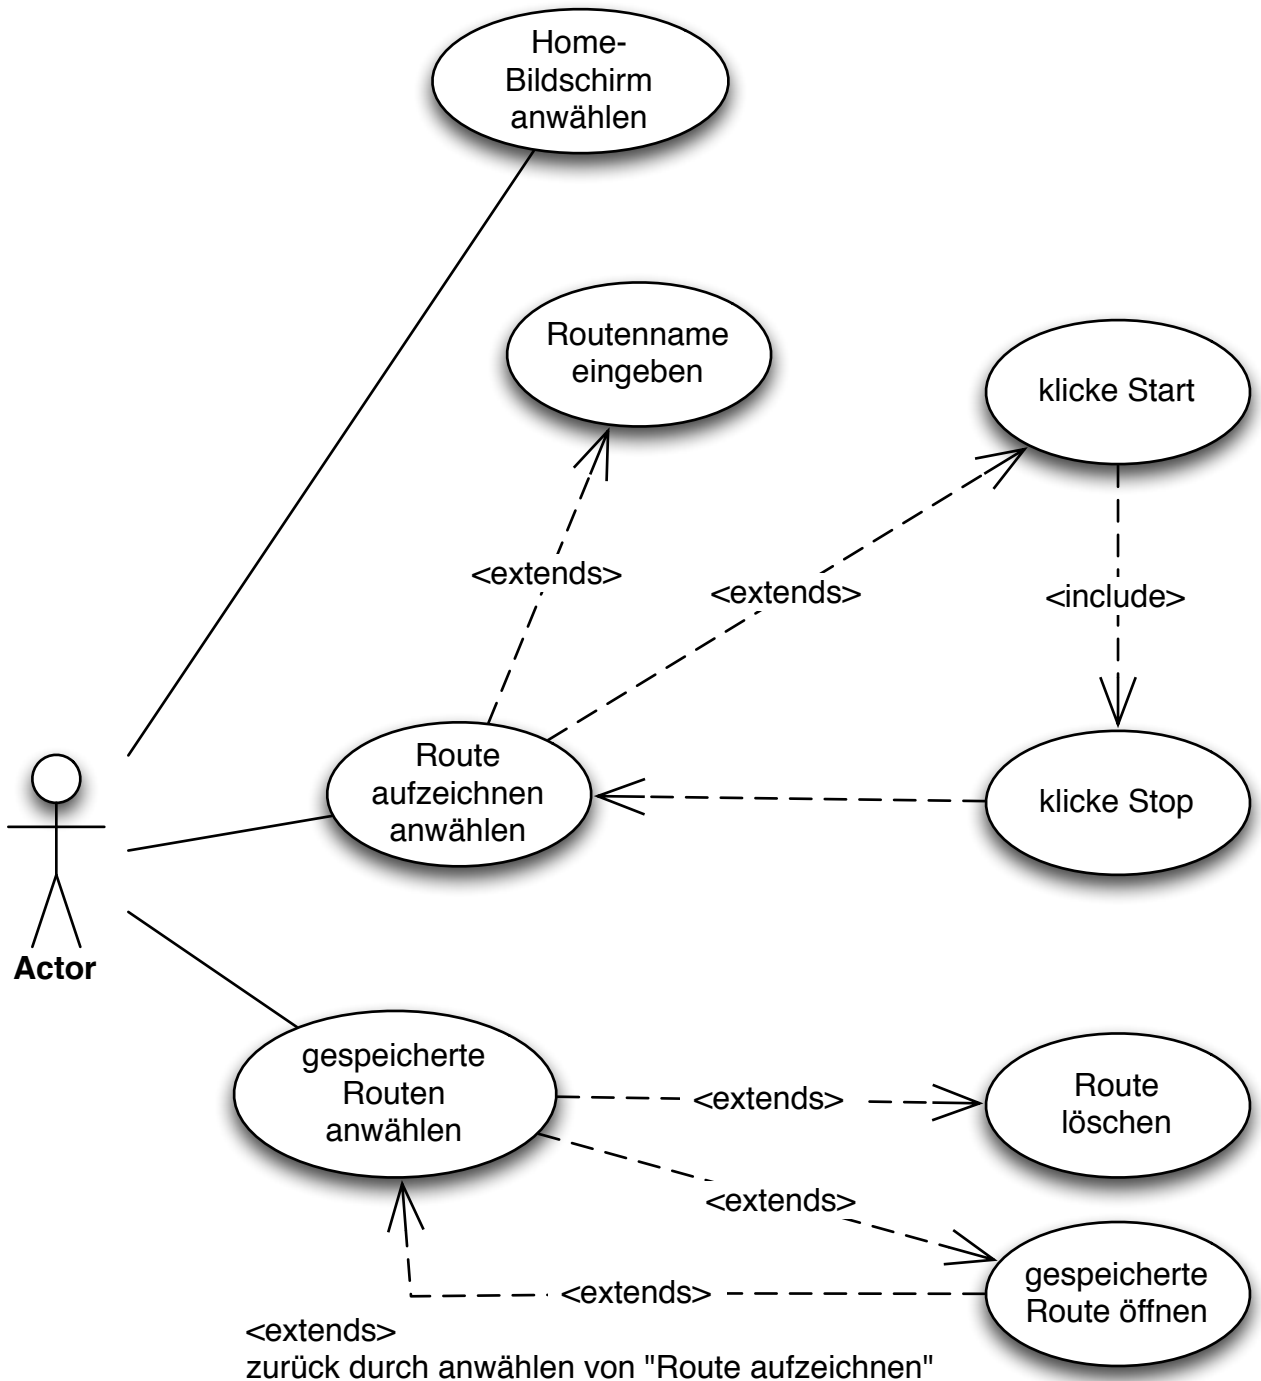 Home-
Bildschirm
anwählen
Routenname
eingeben
klicke Start
<extends>
<extends>
<include>
Route
aufzeichnen
anwählen
klicke Stop
Actor
gespeicherte
Routen
anwählen
<extends>
Route
löschen
<extends>
<extends>
gespeicherte
Route öffnen
<extends>
zurück durch anwählen von "Route aufzeichnen"